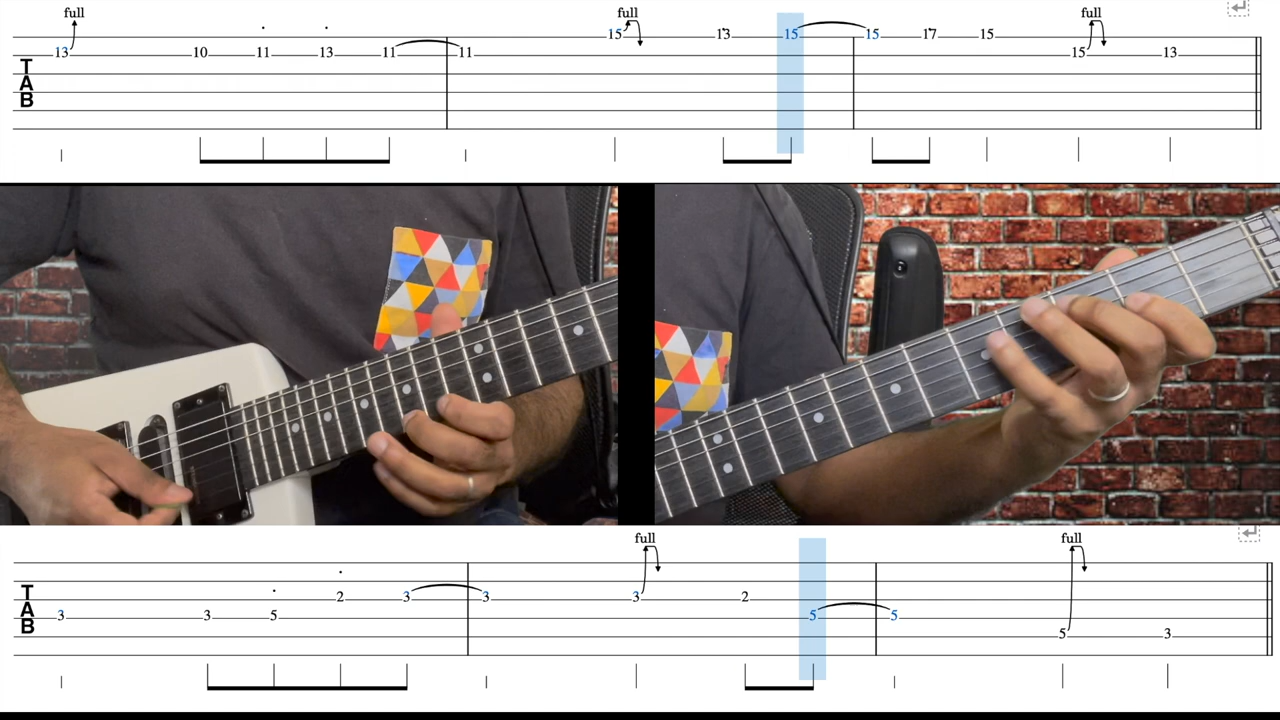 full full full
15 13 15 15 17 15
13 10 11 13 11 11 15 13
T
A
B
full full
T
A
B
2 3 3 3 2
3 3 5 5 5
5 3